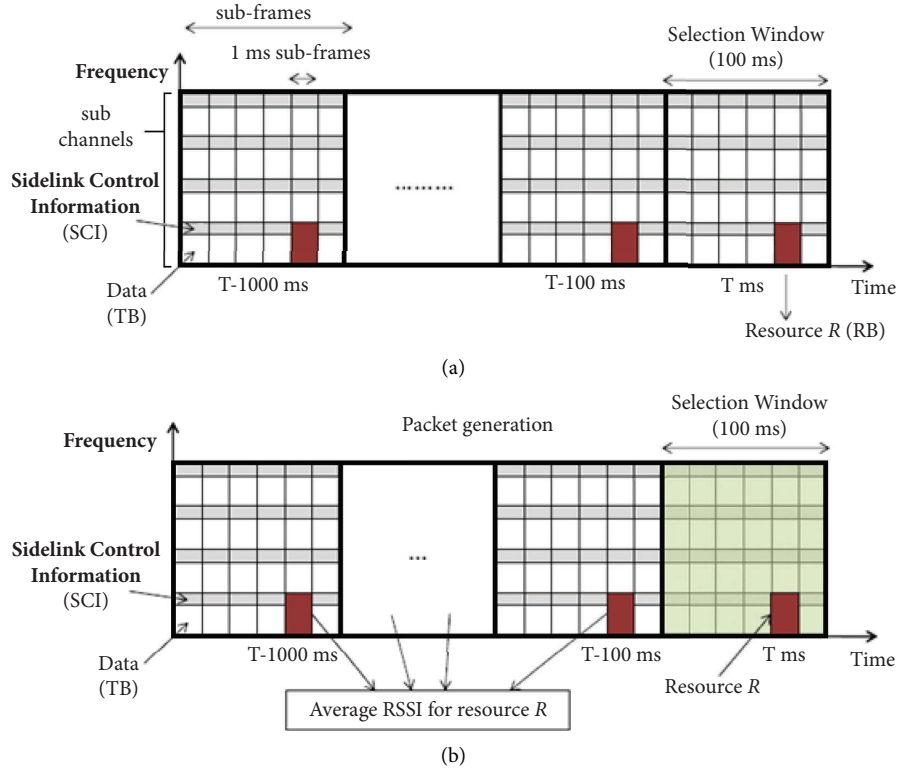 sub-frames
1 ms sub-frames
Selection Window
(100 ms)
Frequency
sub
channels
Sidelink Control
Information
(SCI)
Data
(TB)
.........
T-1000 ms
T-100 ms
T ms
Time
Resource R (RB)
(a)
Packet generation
Selection Window
(100 ms)
Frequency
Sidelink Control
Information
(SCI)
Data
(TB)
...
T-1000 ms
T-100 ms
T ms
Time
Resource R
Average RSSI for resource R
(b)